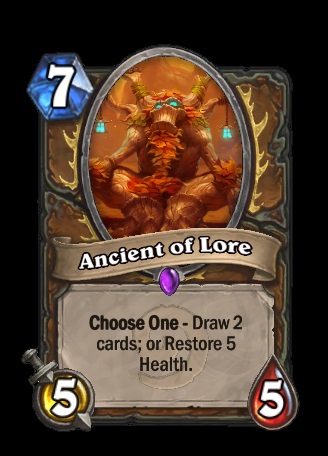 7
Ancient of Lore
Choose One - Draw 2
cards; or Restore 5
Health.
5
5